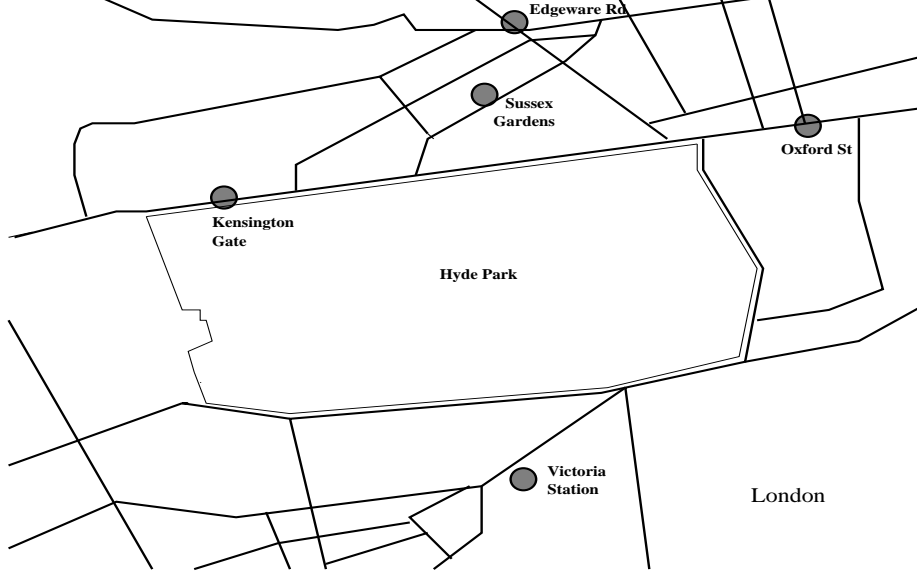 Edgeware Rd
Sussex
Gardens
Oxford St
Kensington
Gate
Hyde Park
Victoria
Station
London